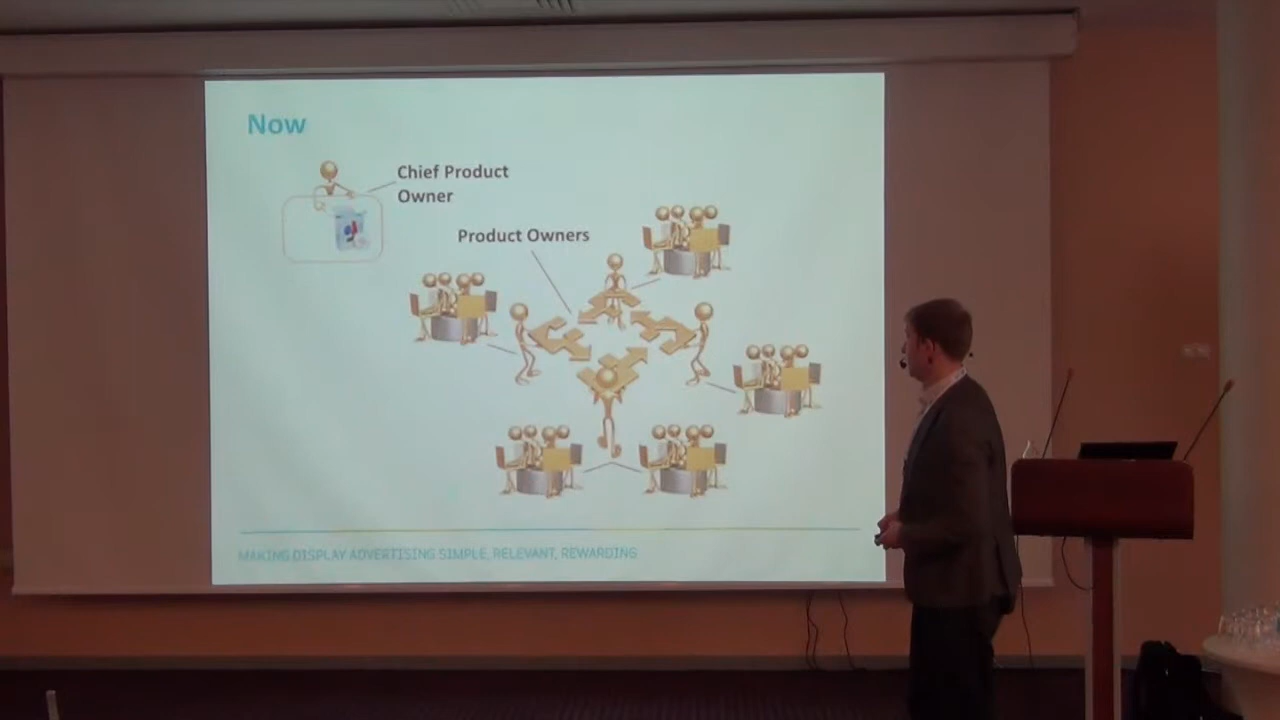 Now
Chief Product
Owner
Product Owners
MAKING DISPLAY ADVERTISING SIMPLE, RELEVANT, REWARDING